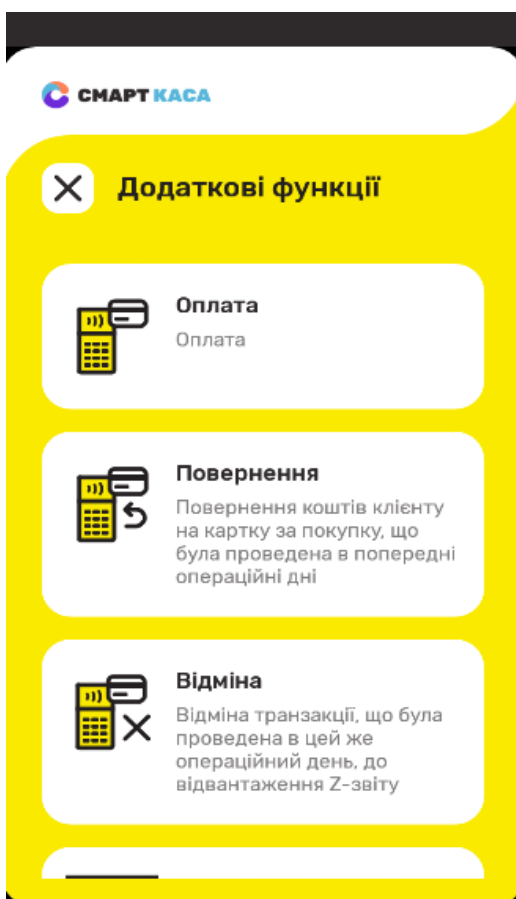 СМАРТ КАСА
Додаткові функції
Оплата
Оплата
Повернення
Повернення коштів клієнту
на картку за покупку, що
була проведена в попередні
операційні дні
Відміна
Відміна транзакції, що була
проведена в цей же
операційний день, до
відвантаження Z-звіту